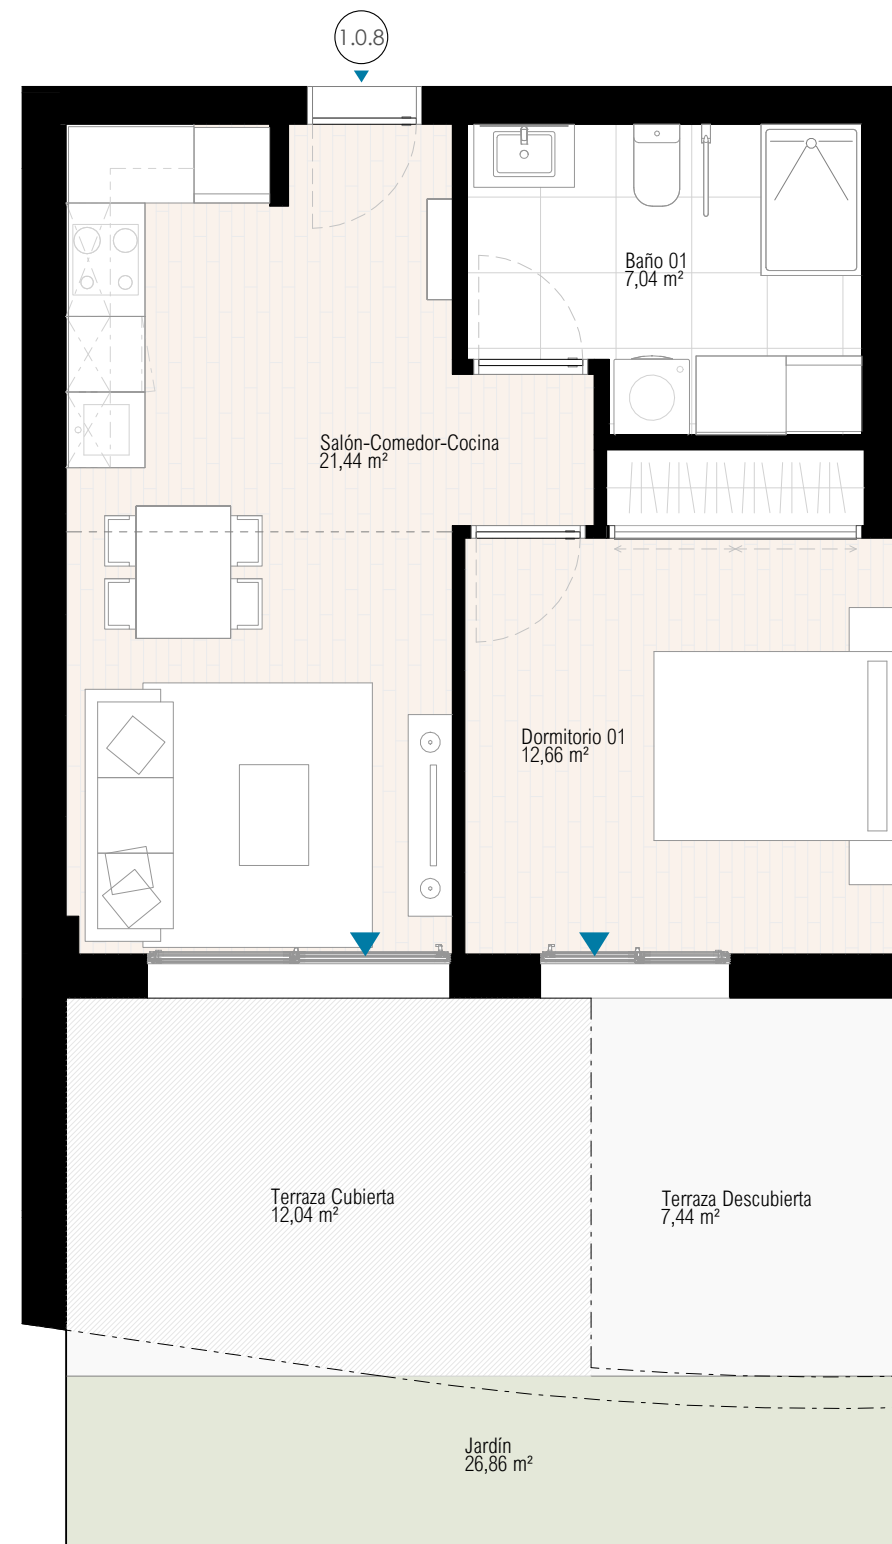 1.0.8
Baño 01
7,04 m²
Salón-Comedor-Cocina
21,44 m²
Dormitorio 01
12,66 m²
Terraza Cubierta
12,04 m²
Terraza Descubierta
7,44 m²
Jardín
26,86 m²